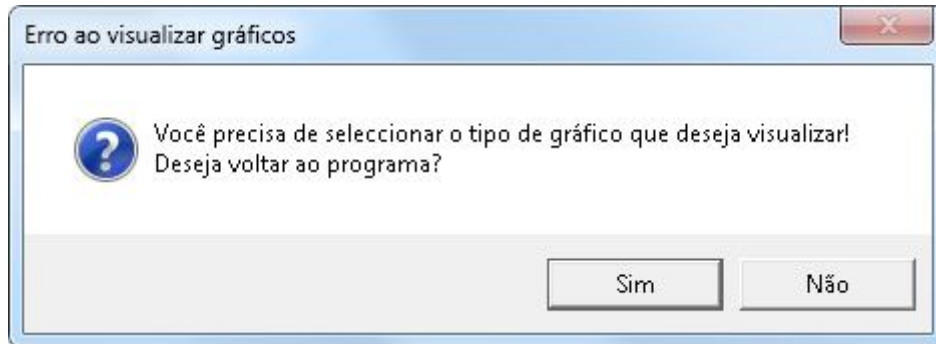 Erro ao visualizar gráficos
Você precisa de seleccionar o tipo de gráfico que deseja visualizar!
Deseja voltar ao programa?
Sim
Não